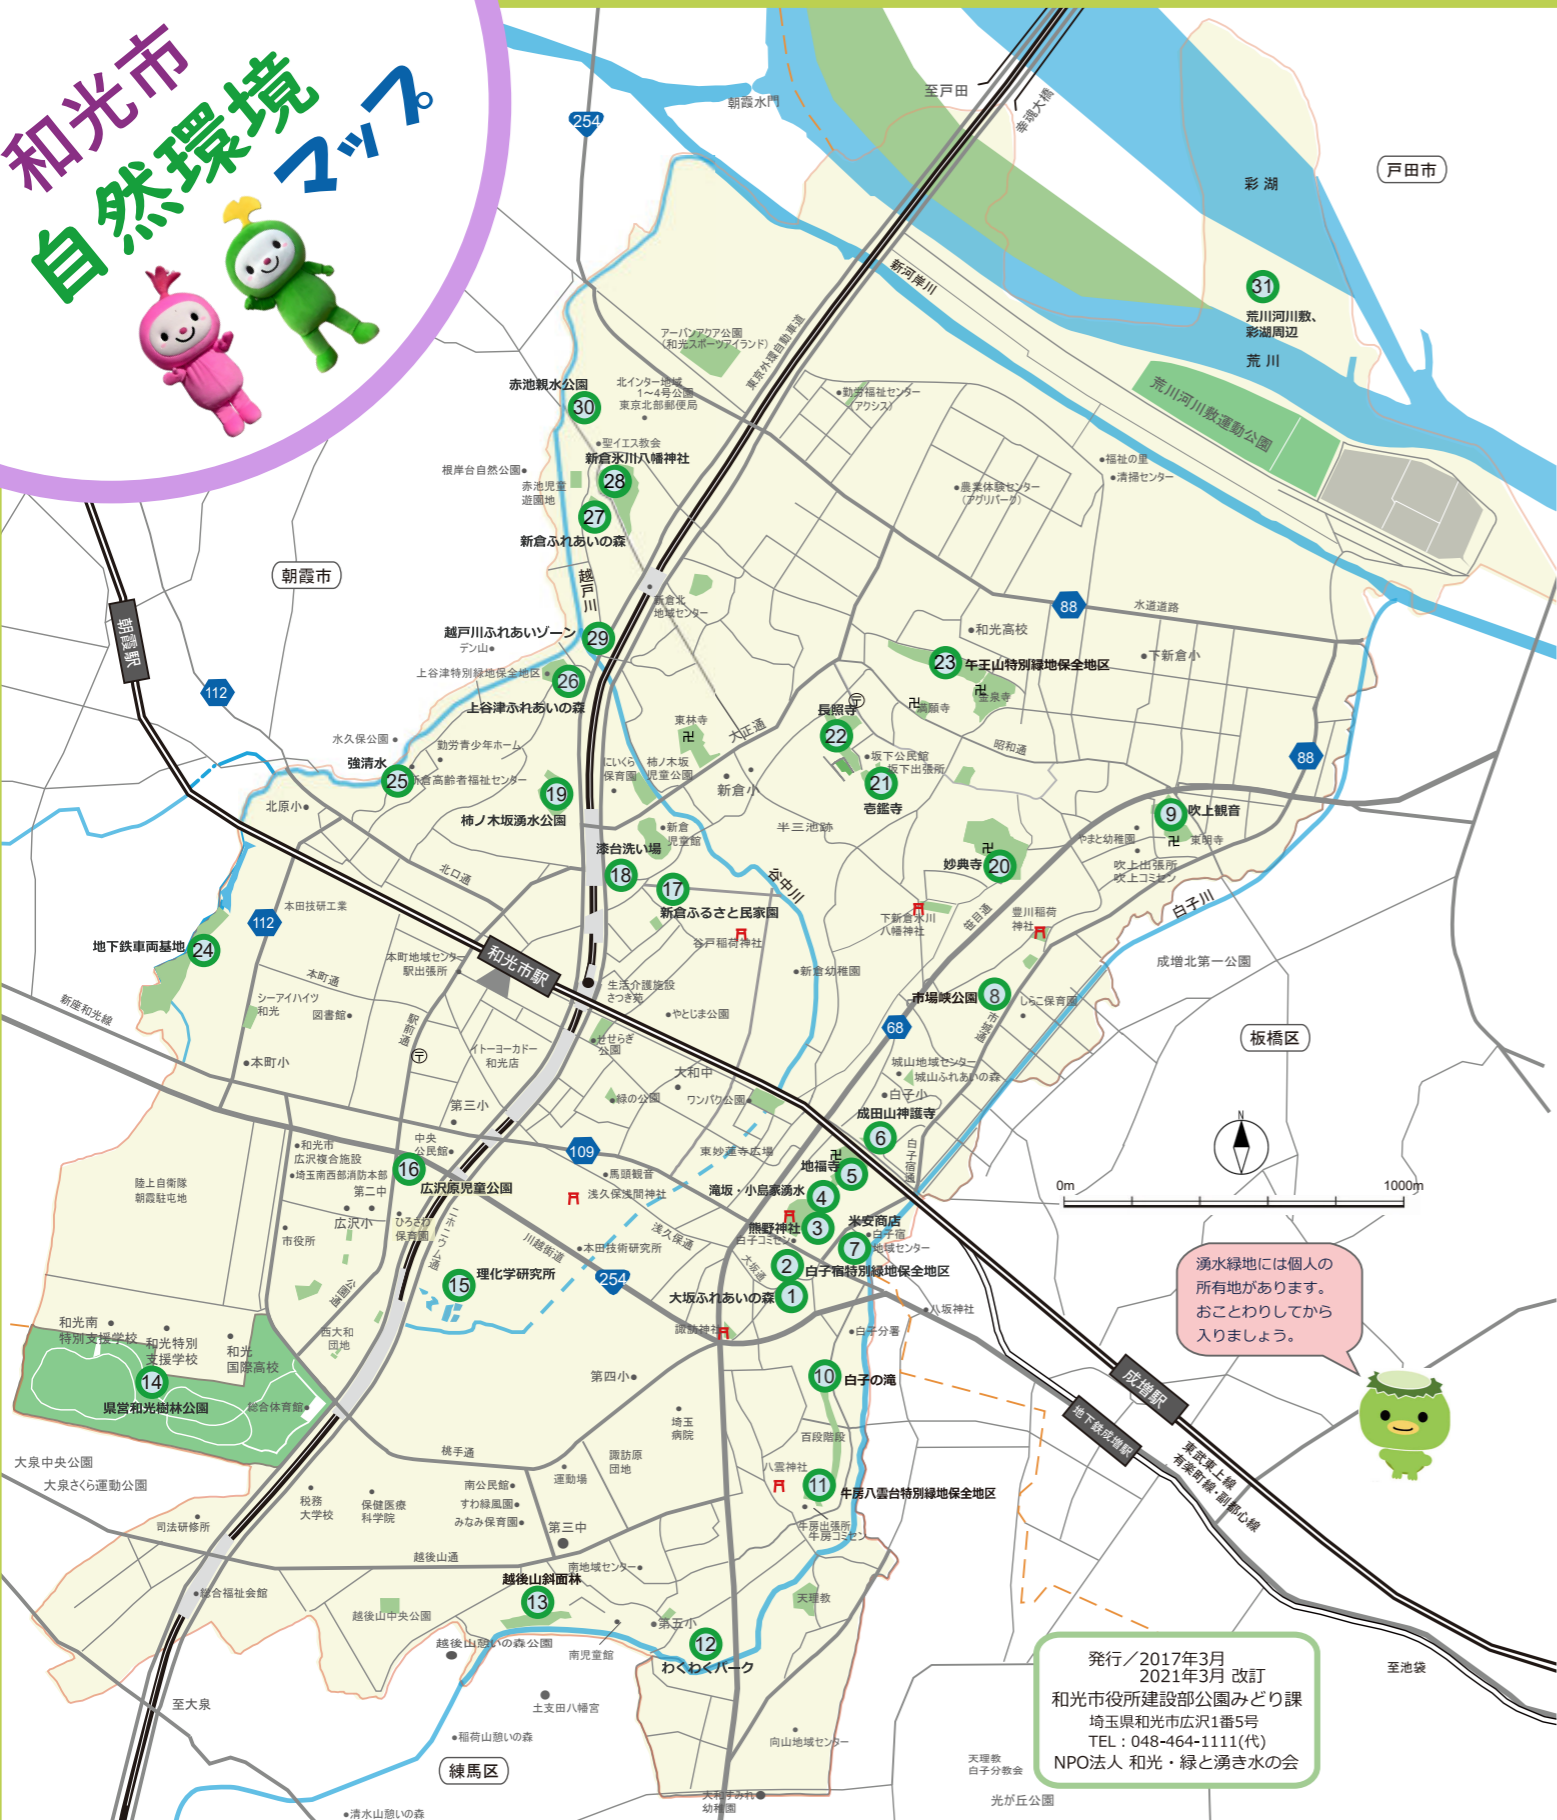 和光市
自然環境
マップ
254
朝霞水門
至戸田
幸魂大橋
戸田市
彩湖
31
荒川河川敷、
彩湖周辺
荒川
新河岸川
荒川河川敷運動公園
東京外環自動車道
アーバンアクア公園
(和光スポーツアイランド)
赤池親水公園
30
北インター地域
1〜4号公園
東京北部郵便局
勤労福祉センター
(アクシス)
聖イエス教会
新倉氷川八幡神社
28
根岸台自然公園
赤池児童
遊園地
27
新倉ふれあいの森
福祉の里
清掃センター
農業体験センター
(アグリパーク)
朝霞市
朝霞駅
越戸川
新倉北
地域センター
88
水道道路
和光高校
下新倉小
越戸川ふれあいゾーン
29
デン山
上谷津特別緑地保全地区
26
上谷津ふれあいの森
23
午王山特別緑地保全地区
金泉寺
満願寺
112
長照寺
22
東林寺
大正通
昭和通
水久保公園
勤労青少年ホーム
強清水
25
新倉高齢者福祉センター
にいくら
保育園
柿ノ木坂
児童公園
新倉小
坂下公民館
坂下出張所
21
壱鑑寺
88
北原小
19
柿ノ木坂湧水公園
新倉
児童館
半三池跡
9
吹上観音
やまと幼稚園
東明寺
吹上出張所
吹上コミセン
漆台洗い場
18
17
新倉ふるさと民家園
谷中川
妙典寺
20
白子川
北口通
本田技研工業
112
地下鉄車両基地
24
谷戸稲荷神社
下新倉氷川
八幡神社
笹目通
豊川稲荷
神社
本町地域センター
駅出張所
和光市駅
生活介護施設
さつき苑
新倉幼稚園
成増北第一公園
本町通
新座和光線
シーアイハイツ
和光
図書館
やとじま公園
市場峡公園
8
しらこ保育園
市場通
68
板橋区
駅前通
イトーヨーカドー
和光店
せせらぎ
公園
本町小
大和中
ワンパク公園
緑の公園
城山地域センター
城山ふれあいの森
白子小
成田山神護寺
6
第三小
中央
公民館
109
和光市
広沢複合施設
埼玉南西部消防本部
第二中
16
広沢原児童公園
馬頭観音
浅久保浅間神社
東妙蓮寺広場
地福寺
5
白子宿通
N
0m
1000m
陸上自衛隊
朝霞駐屯地
滝坂・小島家湧水
4
熊野神社
3
白子コミセン
米安商店
7
白子宿
地域センター
広沢小
市役所
ひろさわ
保育園
川越街道
本田技術研究所
浅久保通
大坂通
2
白子宿特別緑地保全地区
大坂ふれあいの森
1
254
公園通
15
理化学研究所
湧水緑地には個人の
所有地があります。
おことわりしてから
入りましょう。
八坂神社
諏訪神社
白子分署
和光南
特別支援学校
和光特別
支援学校
和光
国際高校
西大和
団地
14
県営和光樹林公園
総合体育館
第四小
10
白子の滝
成増駅
地下鉄成増駅
東武東上線
有楽町線・副都心線
埼玉
病院
百段階段
大泉中央公園
大泉さくら運動公園
桃手通
諏訪原
団地
運動場
八雲神社
11
牛房八雲台特別緑地保全地区
税務
大学校
保健医療
科学院
南公民館
すわ緑風園
みなみ保育園
第三中
牛房出張所
牛房コミセン
司法研修所
越後山通
南地域センター
総合福祉会館
越後山斜面林
13
天理教
越後山中央公園
越後山憩いの森公園
第五小
南児童館
12
わくわくパーク
至大泉
土支田八幡宮
稲荷山憩いの森
練馬区
向山地域センター
大和すみれ
幼稚園
清水山憩いの森
天理教
白子分教会
光が丘公園
至池袋
発行／2017年3月
2021年3月 改訂
和光市役所建設部公園みどり課
埼玉県和光市広沢1番5号
TEL：048-464-1111(代)
NPO法人 和光・緑と湧き水の会